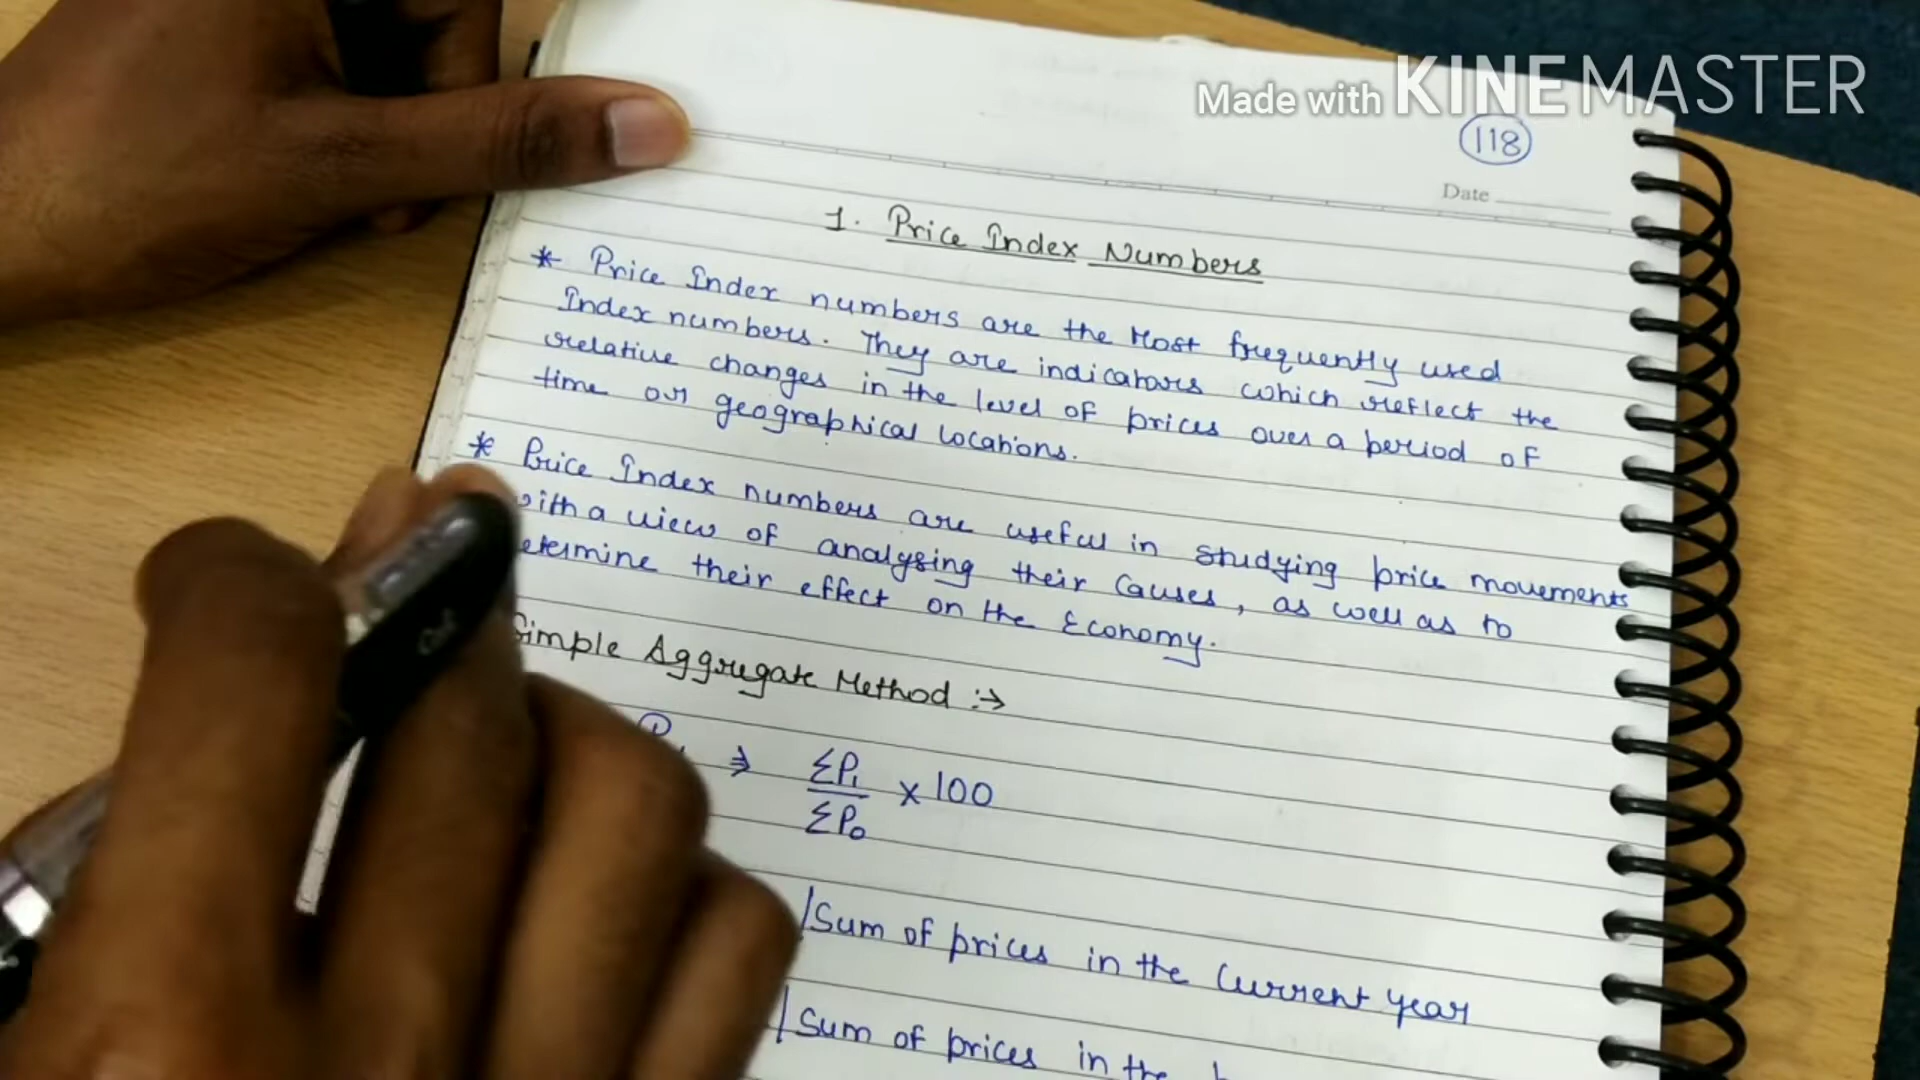 Made with KINEMASTER
118
Date
1. Price Index Numbers
* Price Index numbers are the Most frequently used
Index numbers. They are indicators which reflect the
relative changes in the level of prices over a period of
time or geographical locations.
* Price Index numbers are useful in studying price movements
with a view of analysing their Causes, as well as to
etermine their effect on the Economy.
Simple Aggregate Method :→
P ⇒ ΣP₁ / ΣP₀ × 100
Sum of prices in the Current year
Sum of prices in the